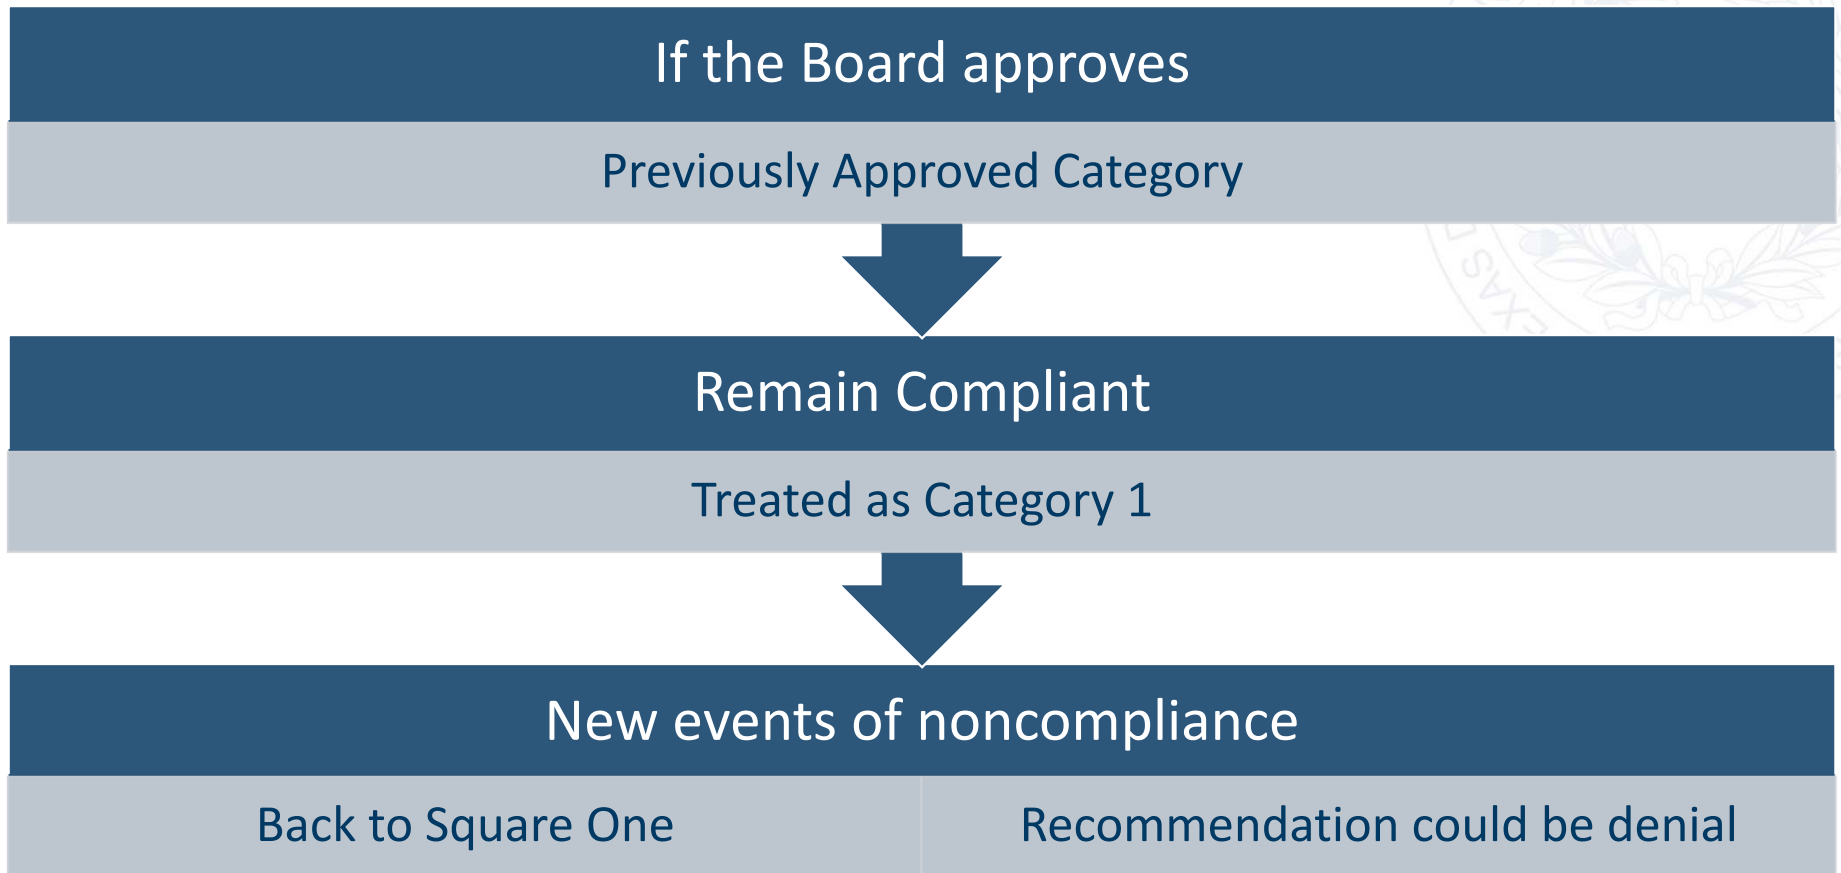 If the Board approves
Previously Approved Category
Remain Compliant
Treated as Category 1
New events of noncompliance
Back to Square One
Recommendation could be denial